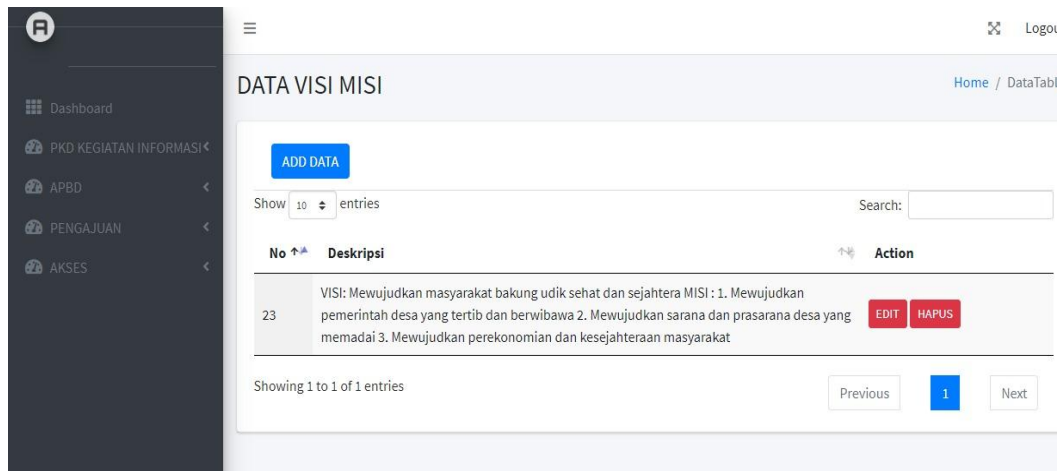 A
Logou
DATA VISI MISI
Home / DataTabl
Dashboard
PKD KEGIATAN INFORMASI
APBD
PENGAJUAN
AKSES
ADD DATA
Show 10 entries
Search:
No Deskripsi Action
VISI: Mewujudkan masyarakat bakung udik sehat dan sejahtera MISI : 1. Mewujudkan
23 pemerintah desa yang tertib dan berwibawa 2. Mewujudkan sarana dan prasarana desa yang EDIT HAPUS
memadai 3. Mewujudkan perekonomian dan kesejahteraan masyarakat
Showing 1 to 1 of 1 entries
Previous 1 Next